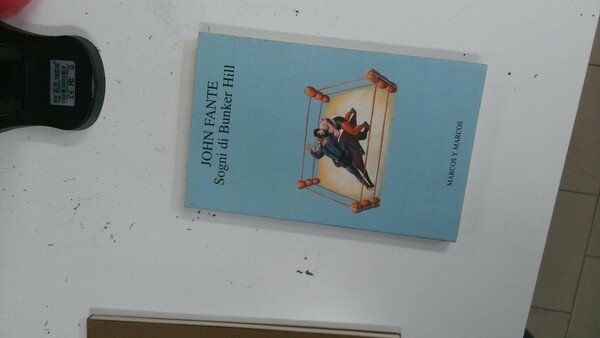 JOHN FANTE
Sogni di Bunker Hill
MARCOS Y MARCOS